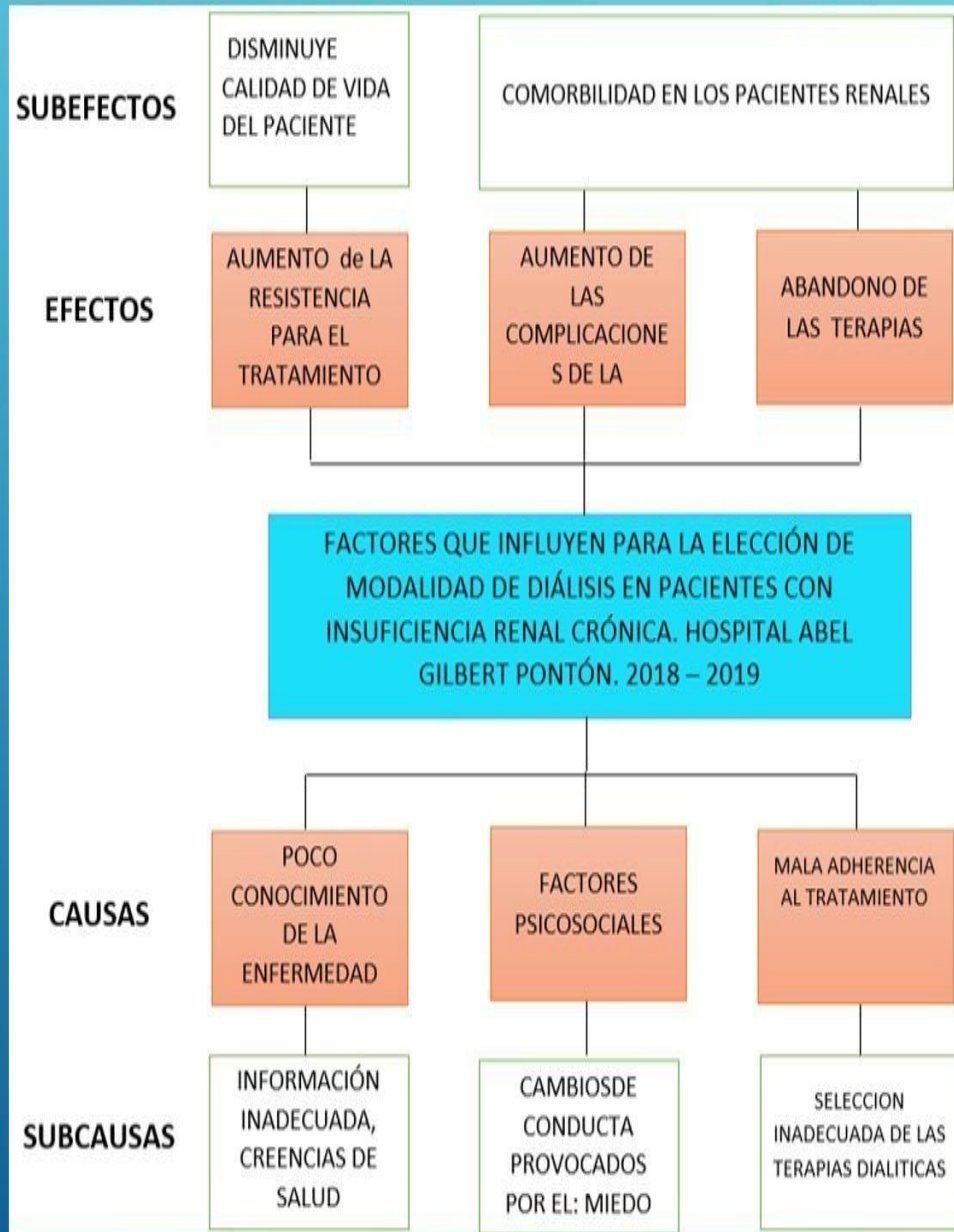 SUBEFECTOS
DISMINUYE
CALIDAD DE VIDA
DEL PACIENTE
COMORBILIDAD EN LOS PACIENTES RENALES
EFECTOS
AUMENTO de LA
RESISTENCIA
PARA EL
TRATAMIENTO
AUMENTO DE
LAS
COMPLICACIONE
S DE LA
ABANDONO DE
LAS TERAPIAS
FACTORES QUE INFLUYEN PARA LA ELECCIÓN DE
MODALIDAD DE DIÁLISIS EN PACIENTES CON
INSUFICIENCIA RENAL CRÓNICA. HOSPITAL ABEL
GILBERT PONTÓN. 2018 – 2019
CAUSAS
POCO
CONOCIMIENTO
DE LA
ENFERMEDAD
FACTORES
PSICOSOCIALES
MALA ADHERENCIA
AL TRATAMIENTO
SUBCAUSAS
INFORMACIÓN
INADECUADA,
CREENCIAS DE
SALUD
CAMBIOSDE
CONDUCTA
PROVOCADOS
POR EL: MIEDO
SELECCION
INADECUADA DE LAS
TERAPIAS DIALITICAS